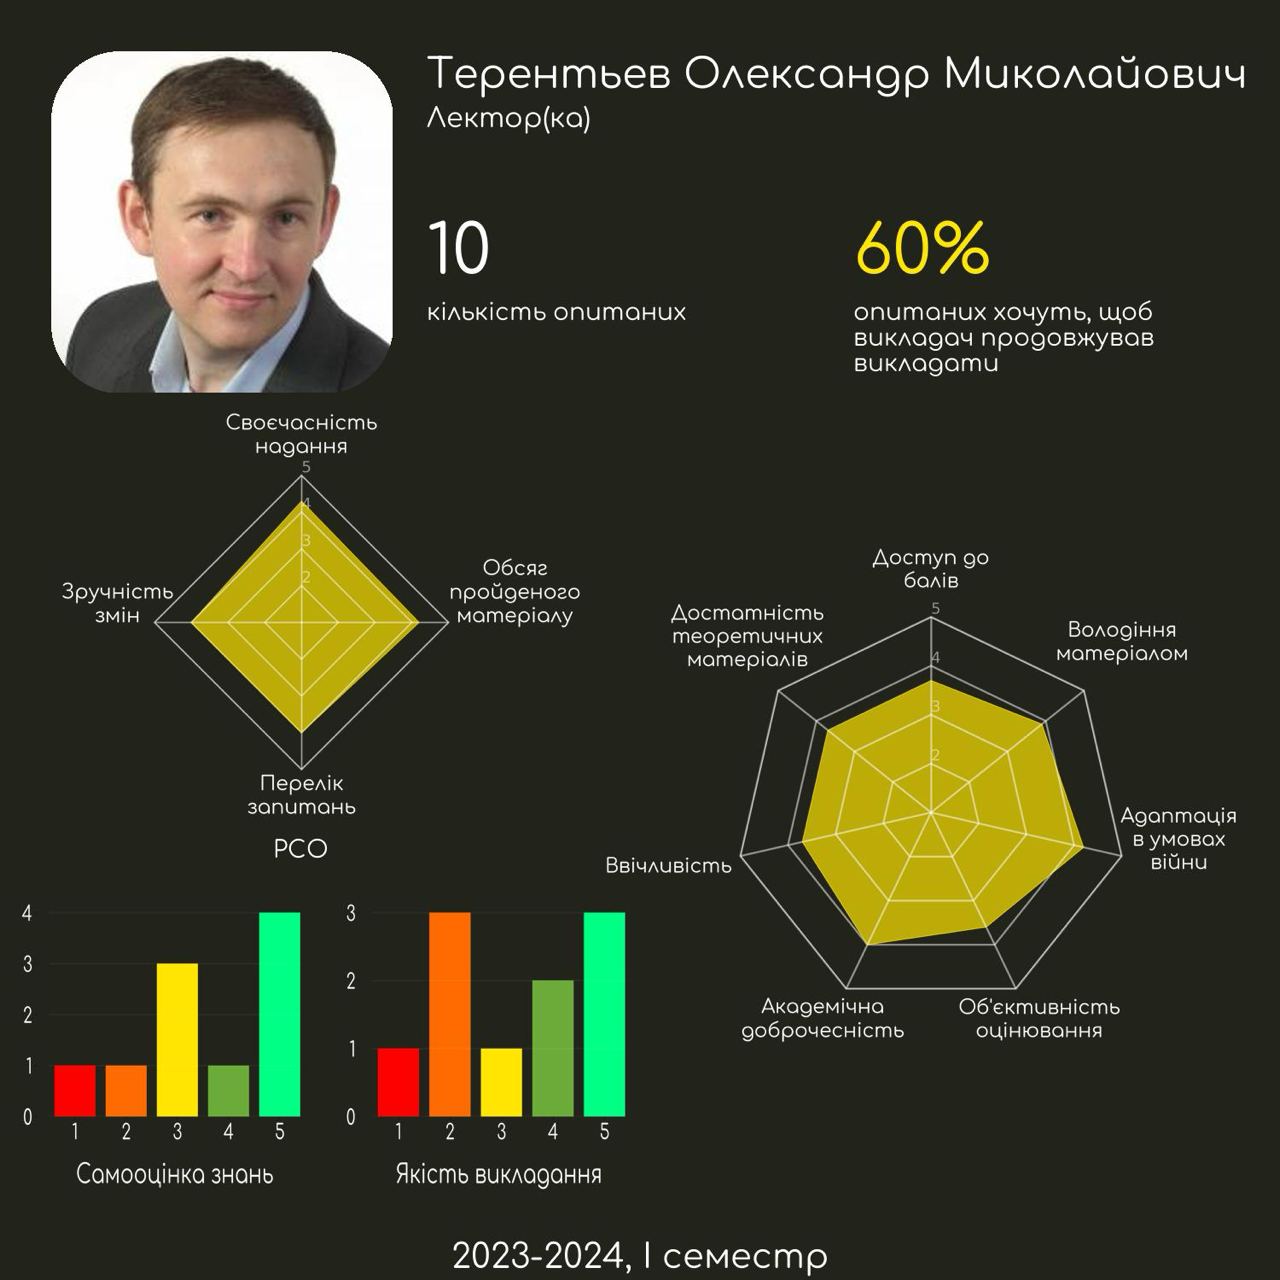 Терентьев Олександр Миколайович
Лектор(ка)
10
кількість опитаних
60%
опитаних хочуть, щоб
викладач продовжував
викладати
Своєчасність
надання
5
4
3
2
Зручність
змін
Обсяг
пройденого
матеріалу
Перелік
запитань
РСО
Доступ до
балів
5
4
3
2
Достатність
теоретичних
матеріалів
Володіння
матеріалом
Адаптація
в умовах
війни
Ввічливість
Академічна
доброчесність
Об'єктивність
оцінювання
4
3
2
1
0
1 2 3 4 5
Самооцінка знань
3
2
1
0
1 2 3 4 5
Якість викладання
2023-2024, I семестр